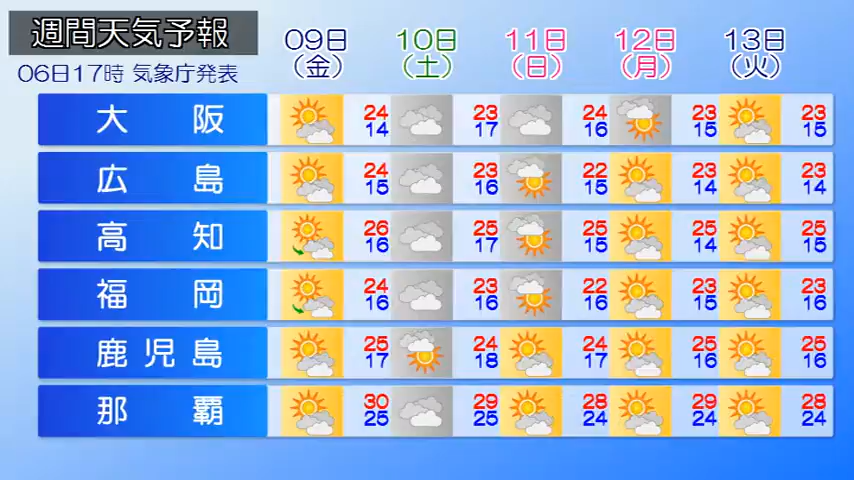 週間天気予報
06日17時 気象庁発表
09日 10日 11日 12日 13日
(金) (土) (日) (月) (火)
大阪 24 14 23 17 24 16 23 15 23 15
広島 24 15 23 16 22 15 23 14 23 14
高知 26 16 25 17 25 15 25 14 25 15
福岡 24 16 23 16 22 16 23 15 23 16
鹿児島 25 17 24 18 24 17 25 16 25 16
那覇 30 25 29 25 28 24 29 24 28 24